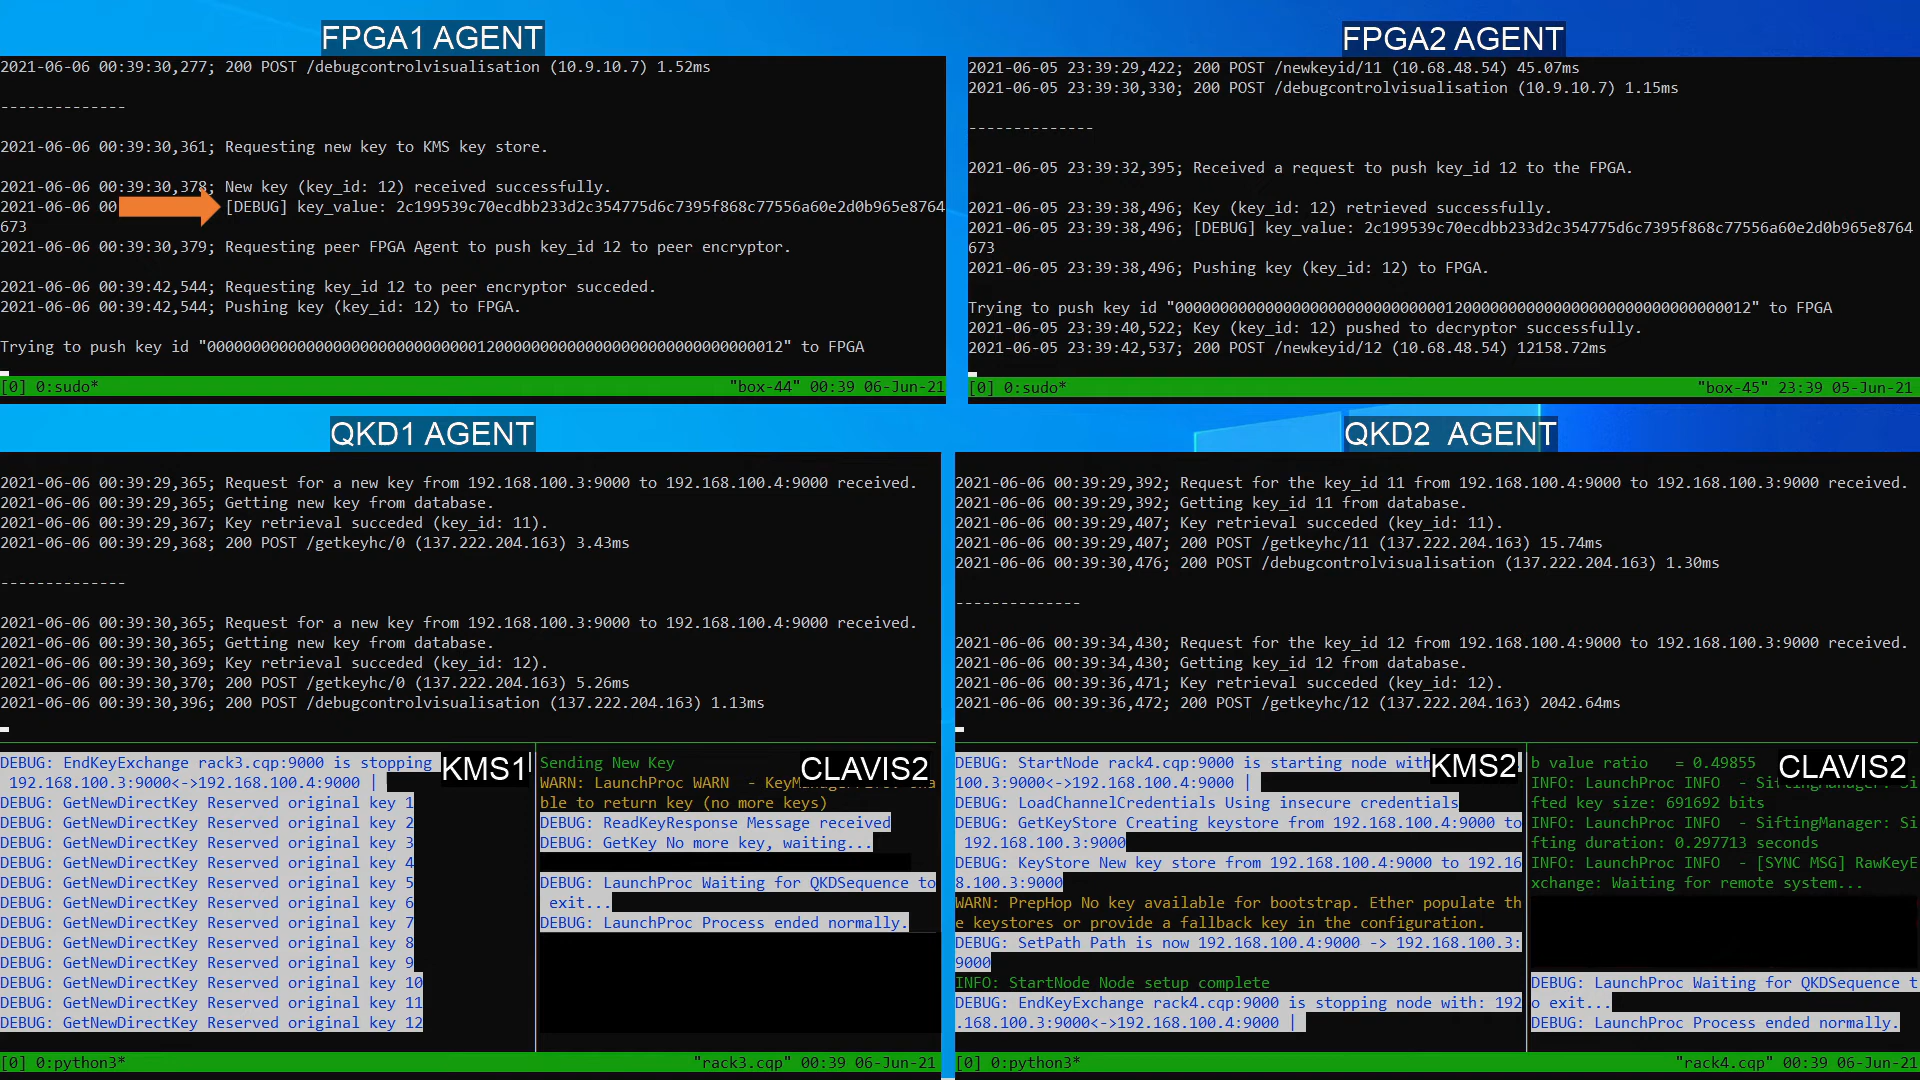 FPGA1 AGENT
2021-06-06 00:39:30,277; 200 POST /debugcontrolvisualisation (10.9.10.7) 1.52ms
--------------
2021-06-06 00:39:30,361; Requesting new key to KMS key store.
2021-06-06 00:39:30,378; New key (key_id: 12) received successfully.
2021-06-06 00 [DEBUG] key_value: 2c199539c70ecdbb233d2c354775d6c7395f868c77556a60e2d0b965e8764
673
2021-06-06 00:39:30,379; Requesting peer FPGA Agent to push key_id 12 to peer encryptor.
2021-06-06 00:39:42,544; Requesting key_id 12 to peer encryptor succeded.
2021-06-06 00:39:42,544; Pushing key (key_id: 12) to FPGA.
Trying to push key id "0000000000000000000000000000001200000000000000000000000000000012" to FPGA
[0] 0:sudo* "box-44" 00:39 06-Jun-21
FPGA2 AGENT
2021-06-05 23:39:29,422; 200 POST /newkeyid/11 (10.68.48.54) 45.07ms
2021-06-05 23:39:30,330; 200 POST /debugcontrolvisualisation (10.9.10.7) 1.15ms
--------------
2021-06-05 23:39:32,395; Received a request to push key_id 12 to the FPGA.
2021-06-05 23:39:38,496; Key (key_id: 12) retrieved successfully.
2021-06-05 23:39:38,496; [DEBUG] key_value: 2c199539c70ecdbb233d2c354775d6c7395f868c77556a60e2d0b965e8764
673
2021-06-05 23:39:38,496; Pushing key (key_id: 12) to FPGA.
Trying to push key id "0000000000000000000000000000001200000000000000000000000000000012" to FPGA
2021-06-05 23:39:40,522; Key (key_id: 12) pushed to decryptor successfully.
2021-06-05 23:39:42,537; 200 POST /newkeyid/12 (10.68.48.54) 12158.72ms
[0] 0:sudo* "box-45" 23:39 05-Jun-21
QKD1 AGENT
2021-06-06 00:39:29,365; Request for a new key from 192.168.100.3:9000 to 192.168.100.4:9000 received.
2021-06-06 00:39:29,365; Getting new key from database.
2021-06-06 00:39:29,367; Key retrieval succeded (key_id: 11).
2021-06-06 00:39:29,368; 200 POST /getkeyhc/0 (137.222.204.163) 3.43ms
--------------
2021-06-06 00:39:30,365; Request for a new key from 192.168.100.3:9000 to 192.168.100.4:9000 received.
2021-06-06 00:39:30,365; Getting new key from database.
2021-06-06 00:39:30,369; Key retrieval succeded (key_id: 12).
2021-06-06 00:39:30,370; 200 POST /getkeyhc/0 (137.222.204.163) 5.26ms
2021-06-06 00:39:30,396; 200 POST /debugcontrolvisualisation (137.222.204.163) 1.13ms
KMS1
DEBUG: EndKeyExchange rack3.cqp:9000 is stopping
192.168.100.3:9000<->192.168.100.4:9000 |
DEBUG: GetNewDirectKey Reserved original key 1
DEBUG: GetNewDirectKey Reserved original key 2
DEBUG: GetNewDirectKey Reserved original key 3
DEBUG: GetNewDirectKey Reserved original key 4
DEBUG: GetNewDirectKey Reserved original key 5
DEBUG: GetNewDirectKey Reserved original key 6
DEBUG: GetNewDirectKey Reserved original key 7
DEBUG: GetNewDirectKey Reserved original key 8
DEBUG: GetNewDirectKey Reserved original key 9
DEBUG: GetNewDirectKey Reserved original key 10
DEBUG: GetNewDirectKey Reserved original key 11
DEBUG: GetNewDirectKey Reserved original key 12
CLAVIS2
Sending New Key
WARN: LaunchProc WARN - 
ble to return key (no more keys)
DEBUG: ReadKeyResponse Message received
DEBUG: GetKey No more key, waiting...
DEBUG: LaunchProc Waiting for QKDSequence to
exit...
DEBUG: LaunchProc Process ended normally.
[0] 0:python3* "rack3.cqp" 00:39 06-Jun-21
QKD2 AGENT
2021-06-06 00:39:29,392; Request for the key_id 11 from 192.168.100.4:9000 to 192.168.100.3:9000 received.
2021-06-06 00:39:29,392; Getting key_id 11 from database.
2021-06-06 00:39:29,407; Key retrieval succeded (key_id: 11).
2021-06-06 00:39:29,407; 200 POST /getkeyhc/11 (137.222.204.163) 15.74ms
2021-06-06 00:39:30,476; 200 POST /debugcontrolvisualisation (137.222.204.163) 1.30ms
--------------
2021-06-06 00:39:34,430; Request for the key_id 12 from 192.168.100.4:9000 to 192.168.100.3:9000 received.
2021-06-06 00:39:34,430; Getting key_id 12 from database.
2021-06-06 00:39:36,471; Key retrieval succeded (key_id: 12).
2021-06-06 00:39:36,472; 200 POST /getkeyhc/12 (137.222.204.163) 2042.64ms
KMS2
DEBUG: StartNode rack4.cqp:9000 is starting node with
100.3:9000<->192.168.100.4:9000 |
DEBUG: LoadChannelCredentials Using insecure credentials
DEBUG: GetKeyStore Creating keystore from 192.168.100.4:9000 to
192.168.100.3:9000
DEBUG: KeyStore New key store from 192.168.100.4:9000 to 192.16
8.100.3:9000
WARN: PrepHop No key available for bootstrap. Ether populate th
e keystores or provide a fallback key in the configuration.
DEBUG: SetPath Path is now 192.168.100.4:9000 -> 192.168.100.3:
9000
INFO: StartNode Node setup complete
DEBUG: EndKeyExchange rack4.cqp:9000 is stopping node with: 192
.168.100.3:9000<->192.168.100.4:9000 |
CLAVIS2
b value ratio = 0.49855
INFO: LaunchProc INFO - SiftingManager: Si
fted key size: 691692 bits
INFO: LaunchProc INFO - SiftingManager: Si
fting duration: 0.297713 seconds
INFO: LaunchProc INFO - [SYNC MSG] RawKeyE
xchange: Waiting for remote system...
DEBUG: LaunchProc Waiting for QKDSequence t
o exit...
DEBUG: LaunchProc Process ended normally.
[0] 0:python3* "rack4.cqp" 00:39 06-Jun-21